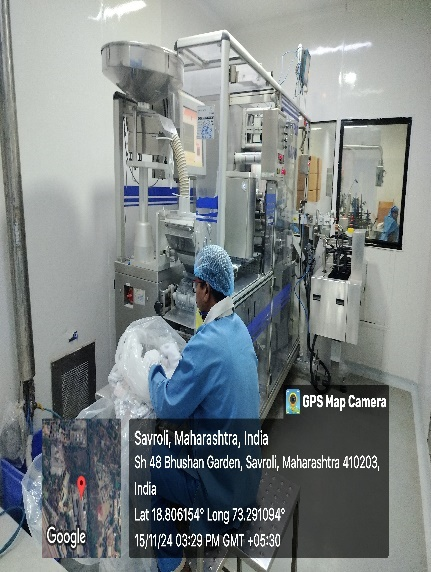 GPS Map Camera
Savroli, Maharashtra, India
Sh 48 Bhushan Garden, Savroli, Maharashtra 410203,
India
Lat 18.806154° Long 73.291094°
15/11/24 03:29 PM GMT +05:30
Google